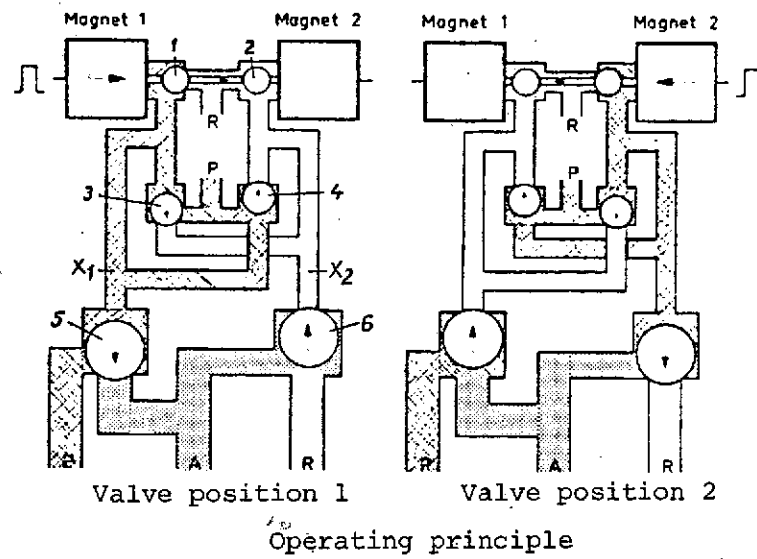 Magnet 1 Magnet 2 Magnet 1 Magnet 2
1 2
R R
P P
3 4
X1 X2
5 6
P A R P A R
Valve position 1 Valve position 2
Operating principle